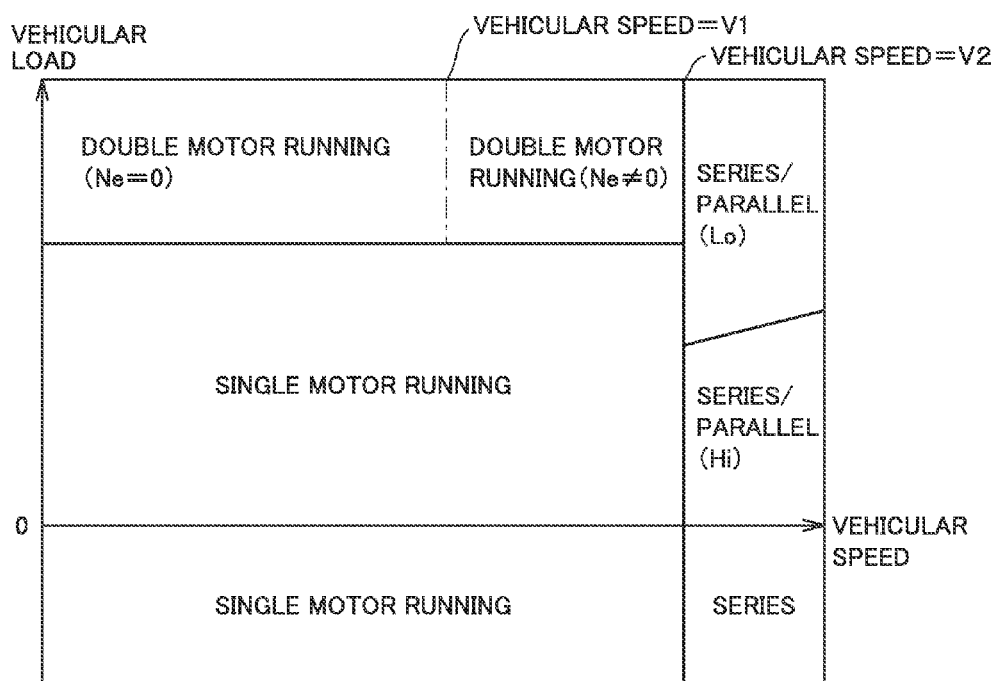 VEHICULAR SPEED=V1
VEHICULAR
LOAD
VEHICULAR SPEED=V2
DOUBLE MOTOR RUNNING
(Ne=0)
DOUBLE MOTOR
RUNNING(Ne≠0)
SERIES/
PARALLEL
(Lo)
SINGLE MOTOR RUNNING
SERIES/
PARALLEL
(Hi)
0
VEHICULAR
SPEED
SINGLE MOTOR RUNNING
SERIES